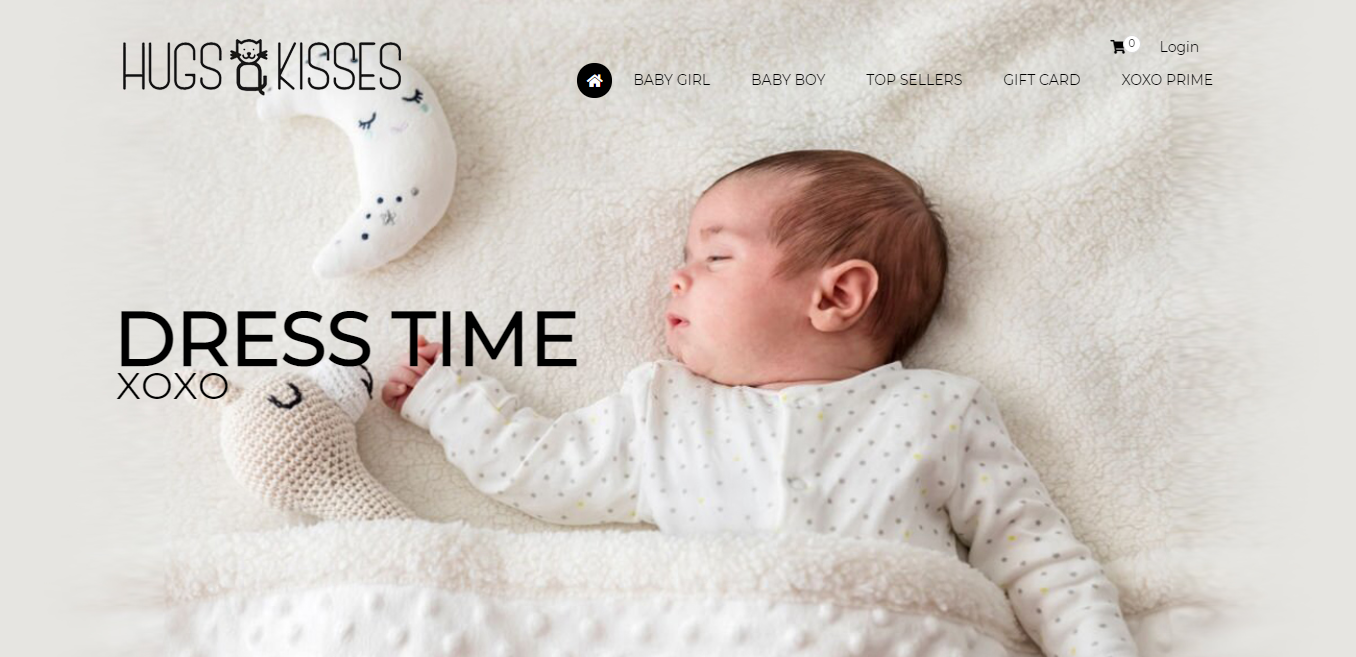 HUGS & KISSES
0
Login
BABY GIRL
BABY BOY
TOP SELLERS
GIFT CARD
XOXO PRIME
DRESS TIME
XOXO